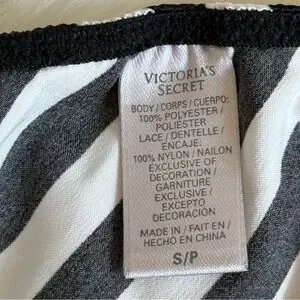 VICTORIA'S
SECRET
BODY / CORPS / CUERPO:
100% POLYESTER /
POLIÉSTER
LACE / DENTELLE /
ENCAJE:
100% NYLON / NAILON
EXCLUSIVE OF
DECORATION /
GARNITURE
EXCLUSIVE /
EXCEPTO
DECORACIÓN
MADE IN / FAIT EN /
HECHO EN CHINA
S/P